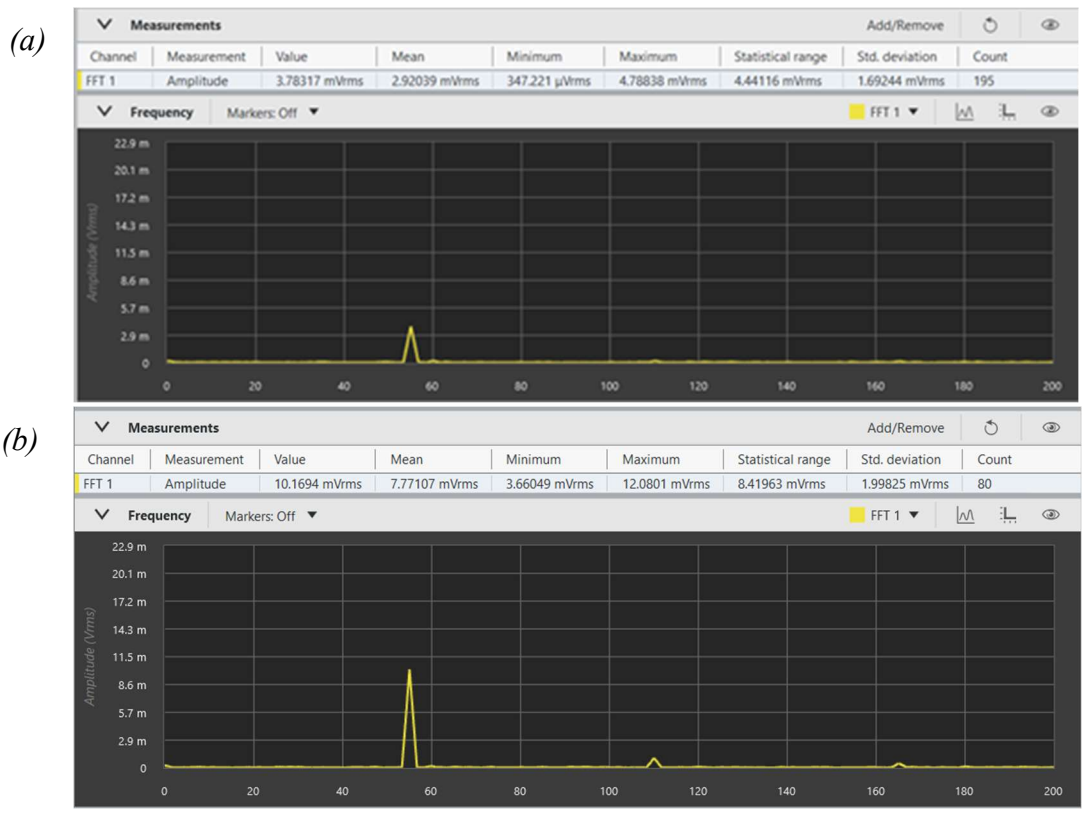 (a)
Measurements Add/Remove
Channel Measurement Value Mean Minimum Maximum Statistical range Std. deviation Count
FFT 1 Amplitude 3.78317 mVrms 2.92039 mVrms 347.221 µVrms 4.78838 mVrms 4.44116 mVrms 1.69244 mVrms 195
Frequency Markers: Off FFT 1
22.9 m
20.1 m
17.2 m
14.3 m
11.5 m
8.6 m
5.7 m
2.9 m
0
Amplitude (Vrms)
0 20 40 60 80 100 120 140 160 180 200
(b)
Measurements Add/Remove
Channel Measurement Value Mean Minimum Maximum Statistical range Std. deviation Count
FFT 1 Amplitude 10.1694 mVrms 7.77107 mVrms 3.66049 mVrms 12.0801 mVrms 8.41963 mVrms 1.99825 mVrms 80
Frequency Markers: Off FFT 1
22.9 m
20.1 m
17.2 m
14.3 m
11.5 m
8.6 m
5.7 m
2.9 m
0
Amplitude (Vrms)
0 20 40 60 80 100 120 140 160 180 200